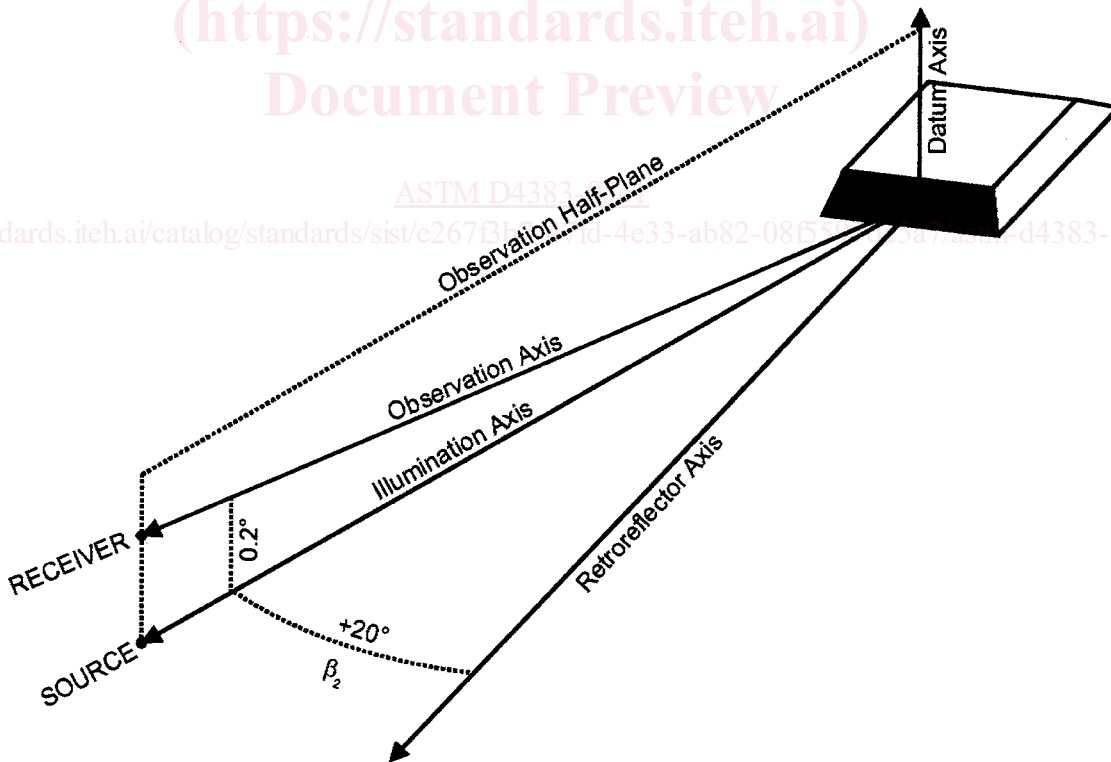 (https://standards.iteh.ai)
Document Preview
Datum Axis
ASTM D4383
Observation Half-Plane
Observation Axis
Illumination Axis
Retroreflector Axis
RECEIVER
0.2°
SOURCE
+20°
β₂